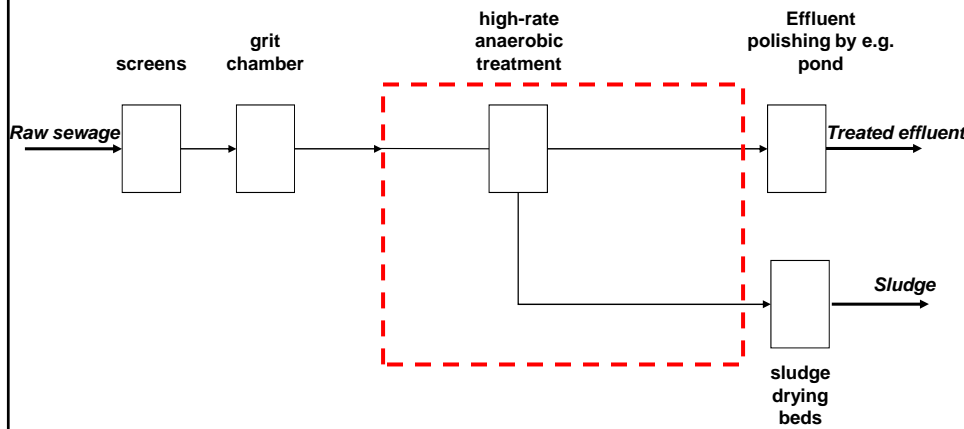 screens
grit
chamber
high-rate
anaerobic
treatment
Effluent
polishing by e.g.
pond
Raw sewage
Treated effluent
Sludge
sludge
drying
beds